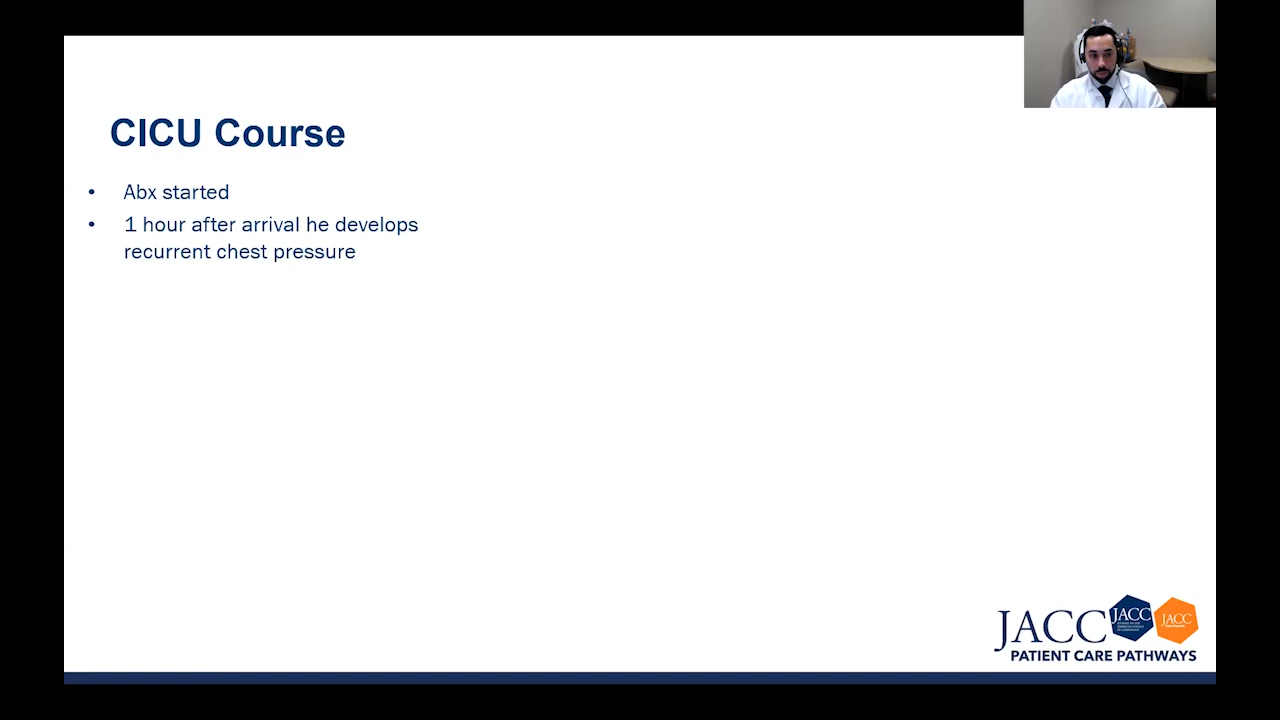 CICU Course
• Abx started
• 1 hour after arrival he develops
recurrent chest pressure
JACC
JACC
JACC
PATIENT CARE PATHWAYS